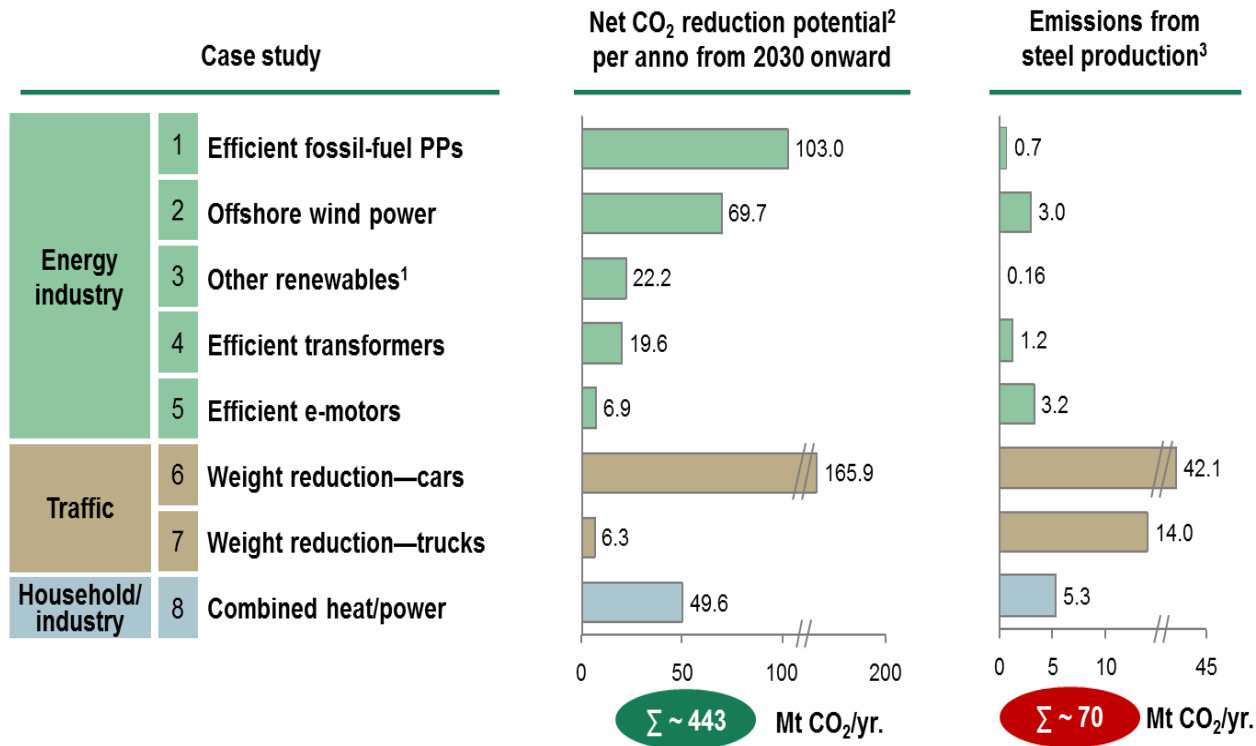 Case study
Net CO₂ reduction potential²
per anno from 2030 onward
Emissions from
steel production³
Energy
industry
1 Efficient fossil-fuel PPs 103.0 0.7
2 Offshore wind power 69.7 3.0
3 Other renewables¹ 22.2 0.16
4 Efficient transformers 19.6 1.2
5 Efficient e-motors 6.9 3.2
Traffic
6 Weight reduction—cars 165.9 42.1
7 Weight reduction—trucks 6.3 14.0
Household/
industry
8 Combined heat/power 49.6 5.3
0 50 100 200
0 5 10 45
∑ ~ 443 Mt CO₂/yr.
∑ ~ 70 Mt CO₂/yr.